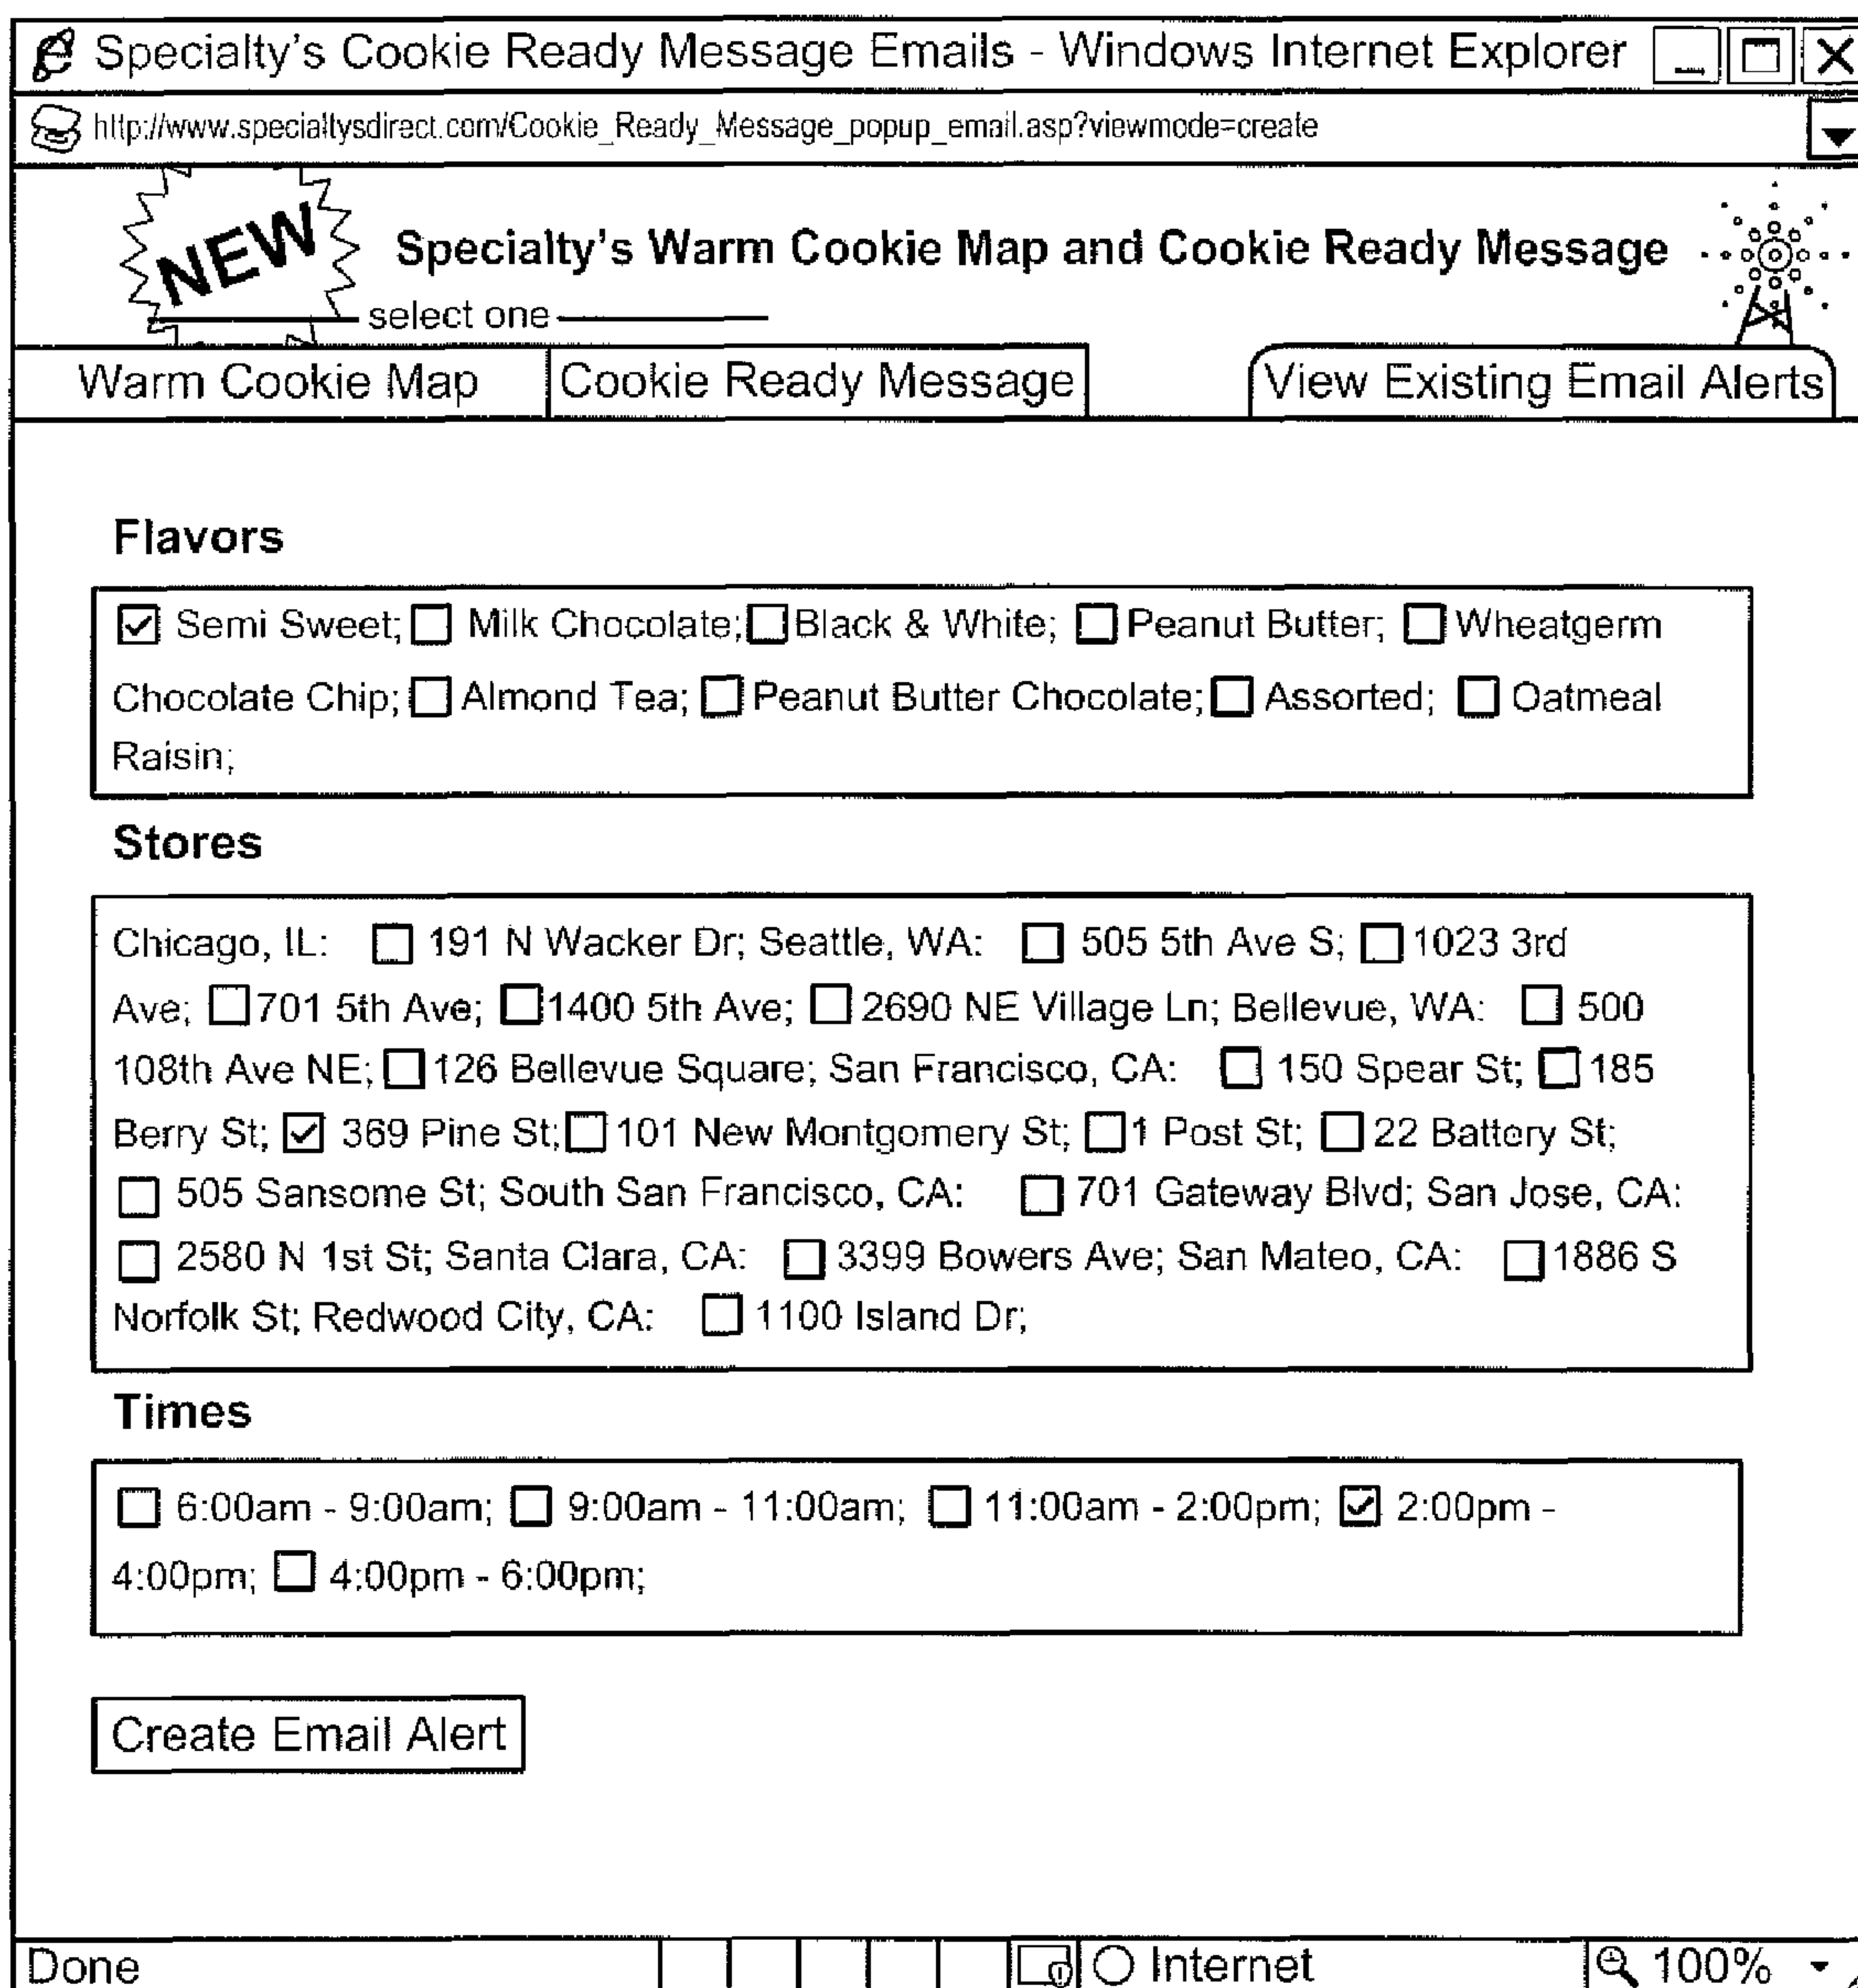 Specialty's Cookie Ready Message Emails - Windows Internet Explorer
http://www.specialtysdirect.com/Cookie_Ready_Message_popup_email.asp?viewmode=create
NEW
Specialty's Warm Cookie Map and Cookie Ready Message
select one
Warm Cookie Map
Cookie Ready Message
View Existing Email Alerts
Flavors
Semi Sweet; Milk Chocolate; Black & White; Peanut Butter; Wheatgerm
Chocolate Chip; Almond Tea; Peanut Butter Chocolate; Assorted; Oatmeal
Raisin;
Stores
Chicago, IL: 191 N Wacker Dr; Seattle, WA: 505 5th Ave S; 1023 3rd
Ave; 701 5th Ave; 1400 5th Ave; 2690 NE Village Ln; Bellevue, WA: 500
108th Ave NE; 126 Bellevue Square; San Francisco, CA: 150 Spear St; 185
Berry St; 369 Pine St; 101 New Montgomery St; 1 Post St; 22 Battery St;
505 Sansome St; South San Francisco, CA: 701 Gateway Blvd; San Jose, CA:
2580 N 1st St; Santa Clara, CA: 3399 Bowers Ave; San Mateo, CA: 1886 S
Norfolk St; Redwood City, CA: 1100 Island Dr;
Times
6:00am - 9:00am; 9:00am - 11:00am; 11:00am - 2:00pm; 2:00pm -
4:00pm; 4:00pm - 6:00pm;
Create Email Alert
Done
Internet
100%